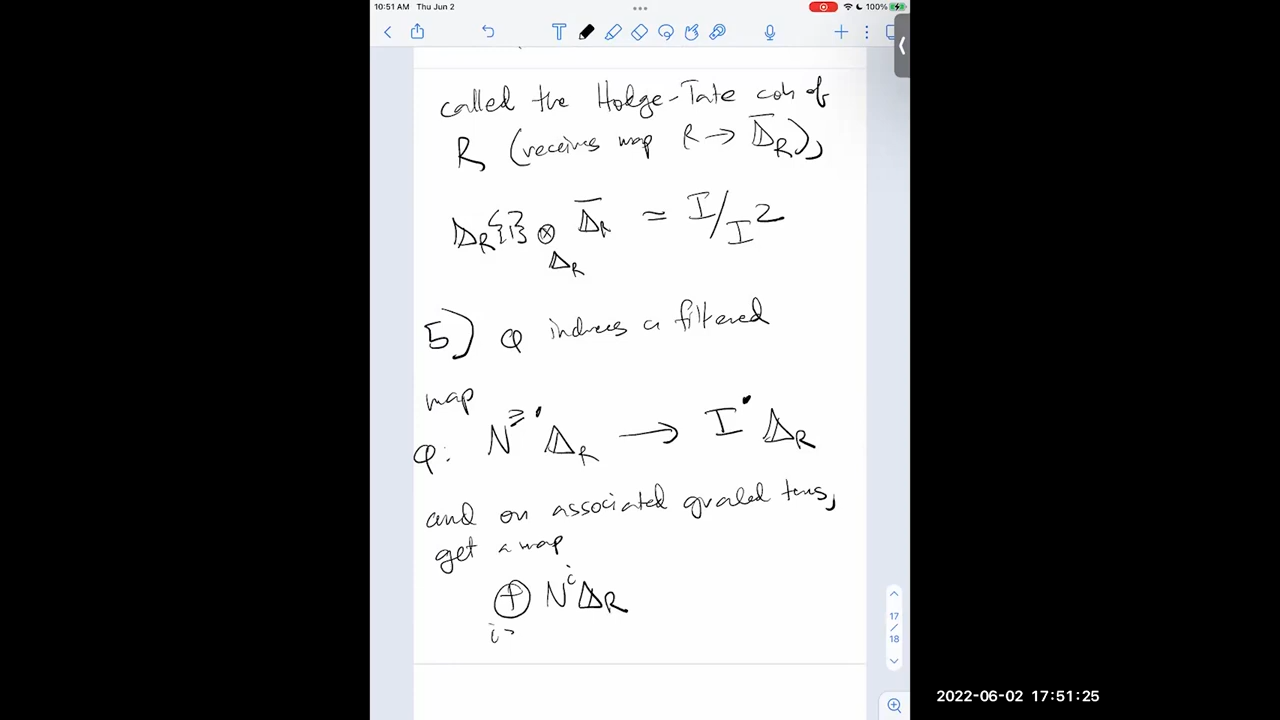 10:51 AM Thu Jun 2
100%
called the Hodge-Tate coh of
R (receives map R → Δ̅_R),
Δ_R{1} ⊗_{Δ_R} Δ̅_R ≃ I/I²
5) φ induces a filtered
map
φ: N^{≥•} Δ_R → I^• Δ_R
and on associated graded terms,
get a map
⊕_{i≥} N^i Δ_R
17
/
18
2022-06-02 17:51:25